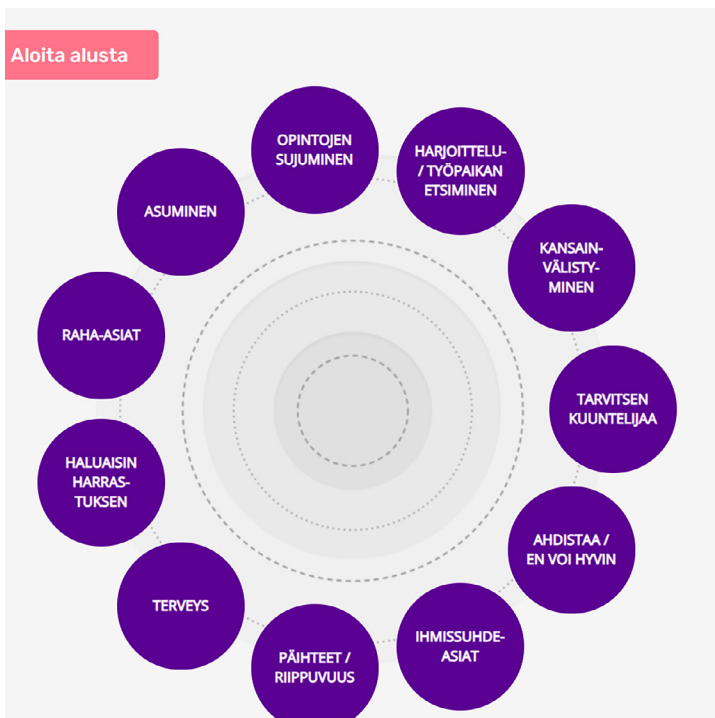 Aloita alusta
OPINTOJEN
SUJUMINEN
HARJOITTELU-
/ TYÖPAIKAN
ETSIMINEN
KANSAIN-
VÄLISTY-
MINEN
TARVITSEN
KUUNTELIJAA
AHDISTAA /
EN VOI HYVIN
IHMISSUHDE-
ASIAT
PÄIHTEET /
RIIPPUVUUS
TERVEYS
HALUAISIN
HARRAS-
TUKSEN
RAHA-ASIAT
ASUMINEN